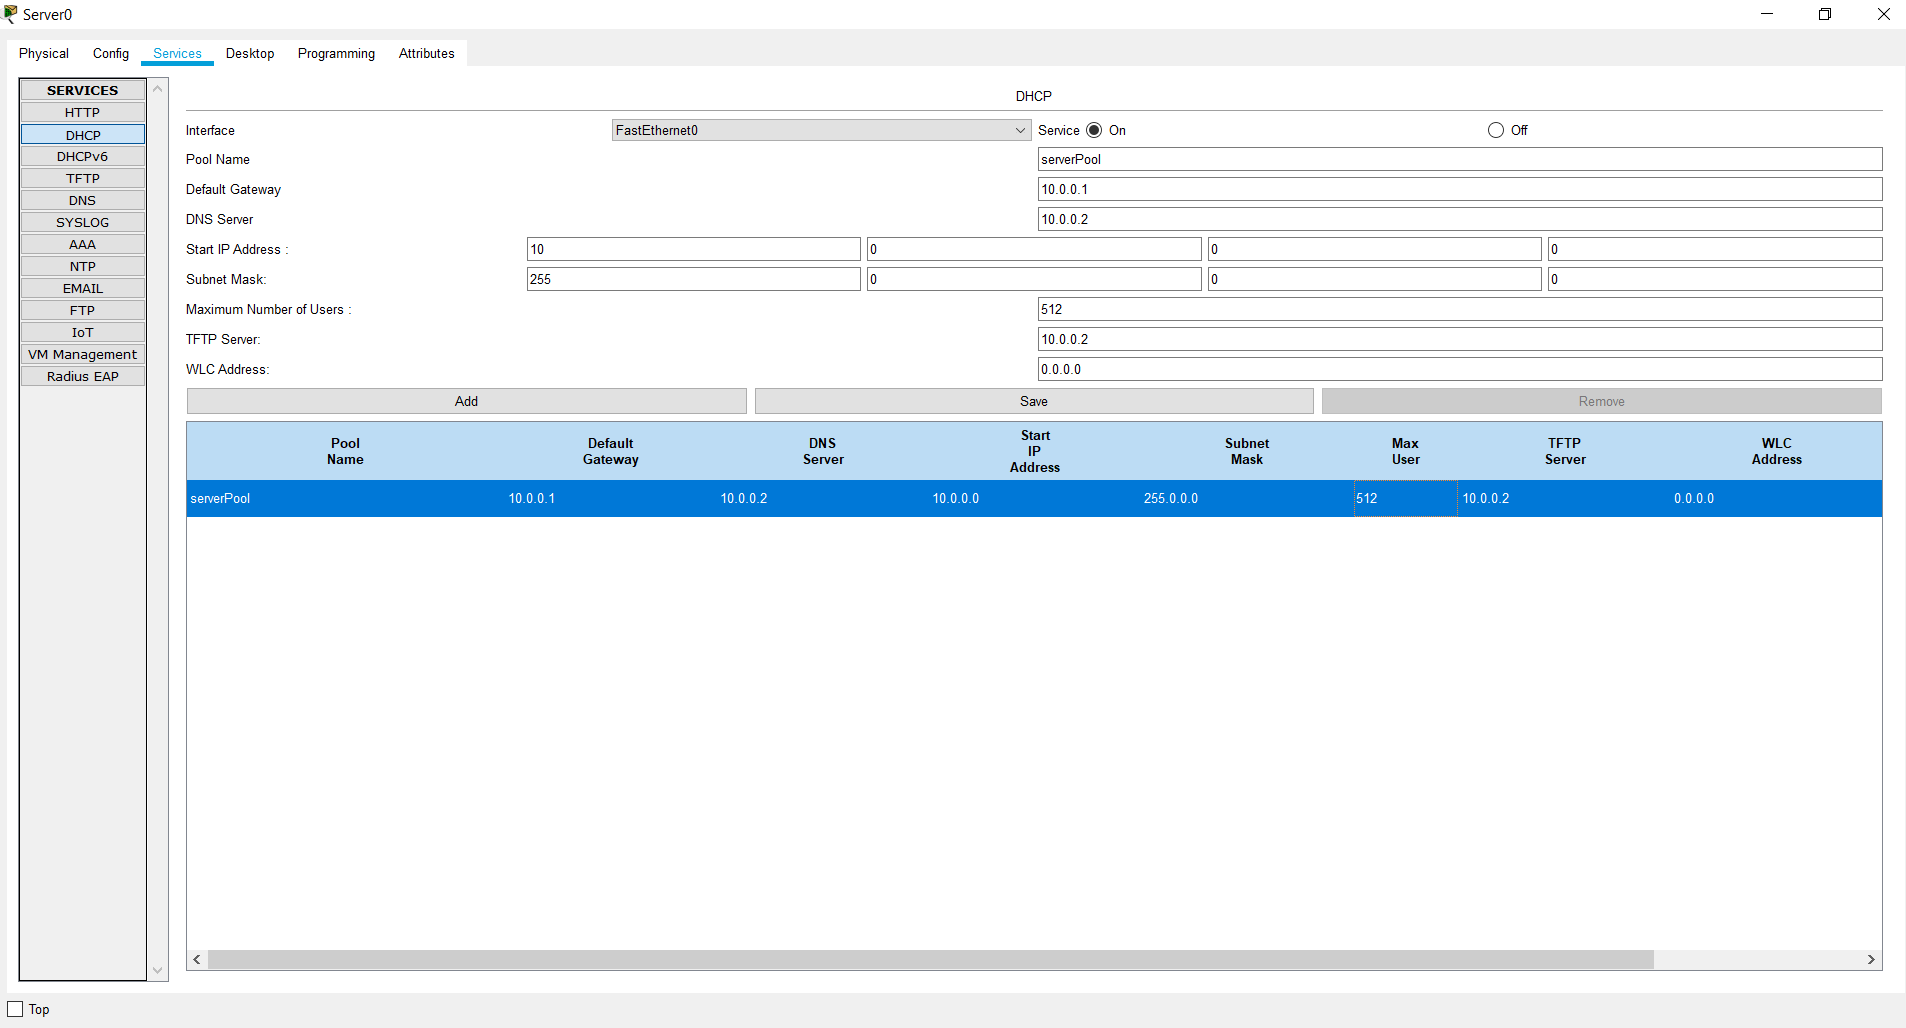 Server0
Physical Config Services Desktop Programming Attributes
SERVICES
HTTP
DHCP
DHCPv6
TFTP
DNS
SYSLOG
AAA
NTP
EMAIL
FTP
IoT
VM Management
Radius EAP
DHCP
Interface FastEthernet0 Service On Off
Pool Name serverPool
Default Gateway 10.0.0.1
DNS Server 10.0.0.2
Start IP Address : 10 0 0 0
Subnet Mask: 255 0 0 0
Maximum Number of Users : 512
TFTP Server: 10.0.0.2
WLC Address: 0.0.0.0
Add Save Remove
Pool Name Default Gateway DNS Server Start IP Address Subnet Mask Max User TFTP Server WLC Address
serverPool 10.0.0.1 10.0.0.2 10.0.0.0 255.0.0.0 512 10.0.0.2 0.0.0.0
Top